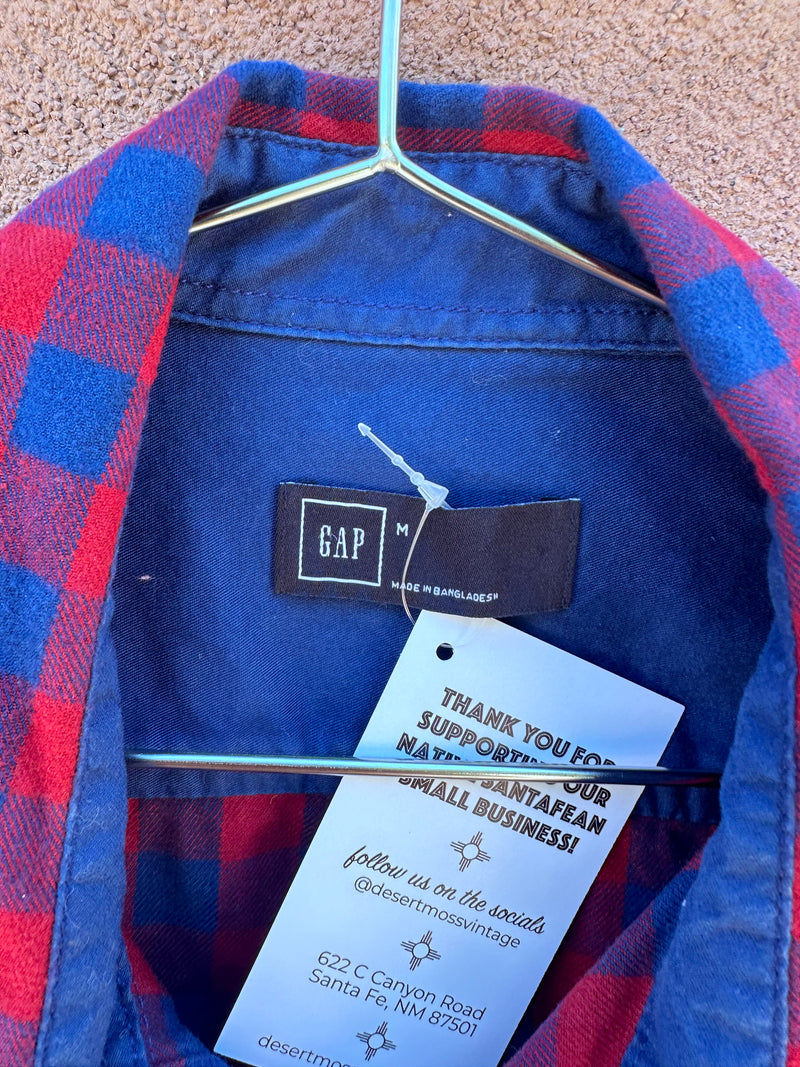 GAP
M
MADE IN BANGLADESH
THANK YOU FOR
SUPPORTING OUR
SANTAFEAN
SMALL BUSINESS!
follow us on the socials
@desertmossvintage
622 C Canyon Road
Santa Fe, NM 87501